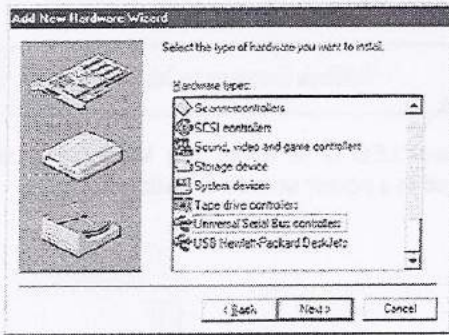 Add New Hardware Wizard
Select the type of hardware you want to install.
Hardware types:
Scannercontrollers
SCSI controllers
Sound, video and game controllers
Storage device
System devices
Tape drive controllers
Universal Serial Bus controllers
USB Hewlett-Packard DeskJets
< Back
Next >
Cancel